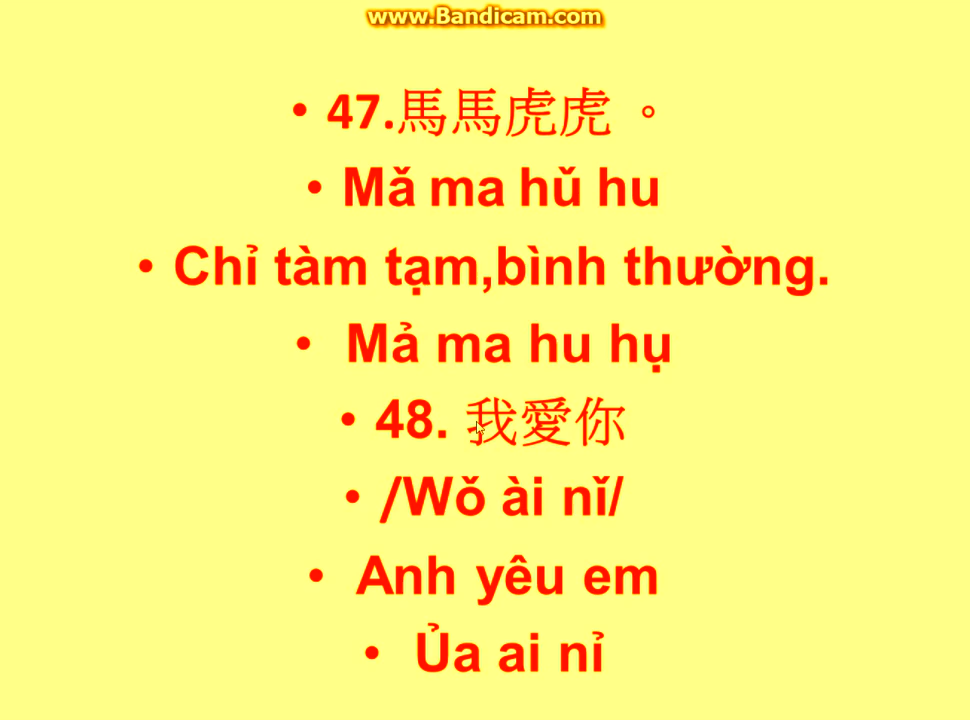 www.Bandicam.com
• 47.馬馬虎虎 。
• Mǎ ma hǔ hu
• Chỉ tàm tạm,bình thường.
• Mả ma hu hụ
• 48. 我愛你
• /Wǒ ài nǐ/
• Anh yêu em
• Ủa ai nỉ